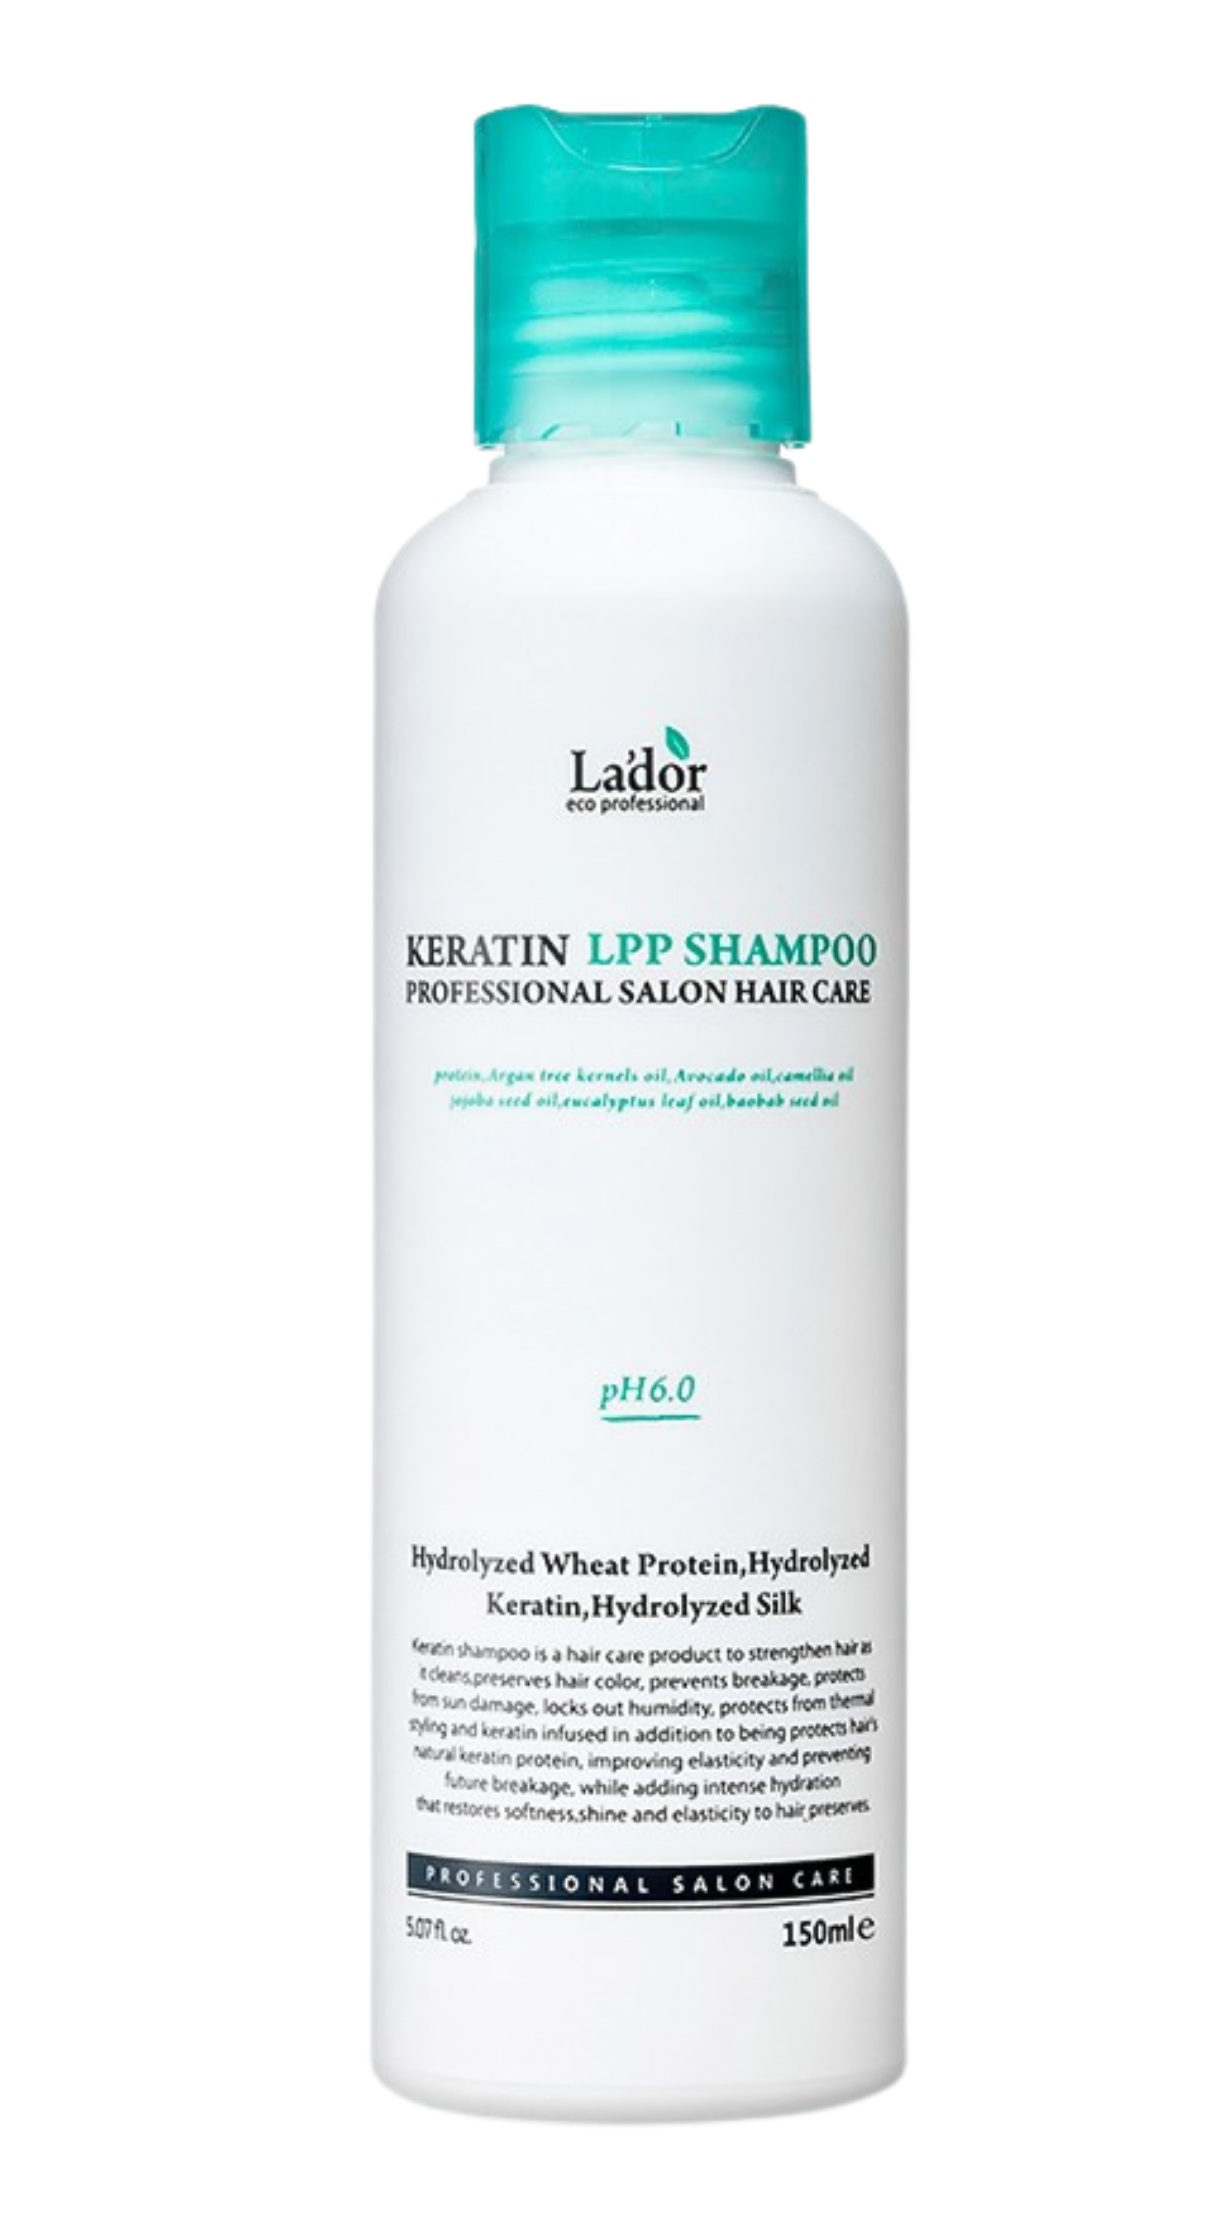 La'dor
eco professional
KERATIN LPP SHAMPOO
PROFESSIONAL SALON HAIR CARE
protein,Argan tree kernels oil,Avocado oil,camellia oil
jojoba seed oil,eucalyptus leaf oil,baobab seed oil
pH6.0
Hydrolyzed Wheat Protein,Hydrolyzed
Keratin,Hydrolyzed Silk
Keratin shampoo is a hair care product to strengthen hair as
it cleans,preserves hair color, prevents breakage, protects
from sun damage, locks out humidity, protects from thermal
styling and keratin infused in addition to being protects hair's
natural keratin protein, improving elasticity and preventing
future breakage, while adding intense hydration
that restores softness,shine and elasticity to hair,preserves.
PROFESSIONAL SALON CARE
5.07 fl. oz. 150ml e